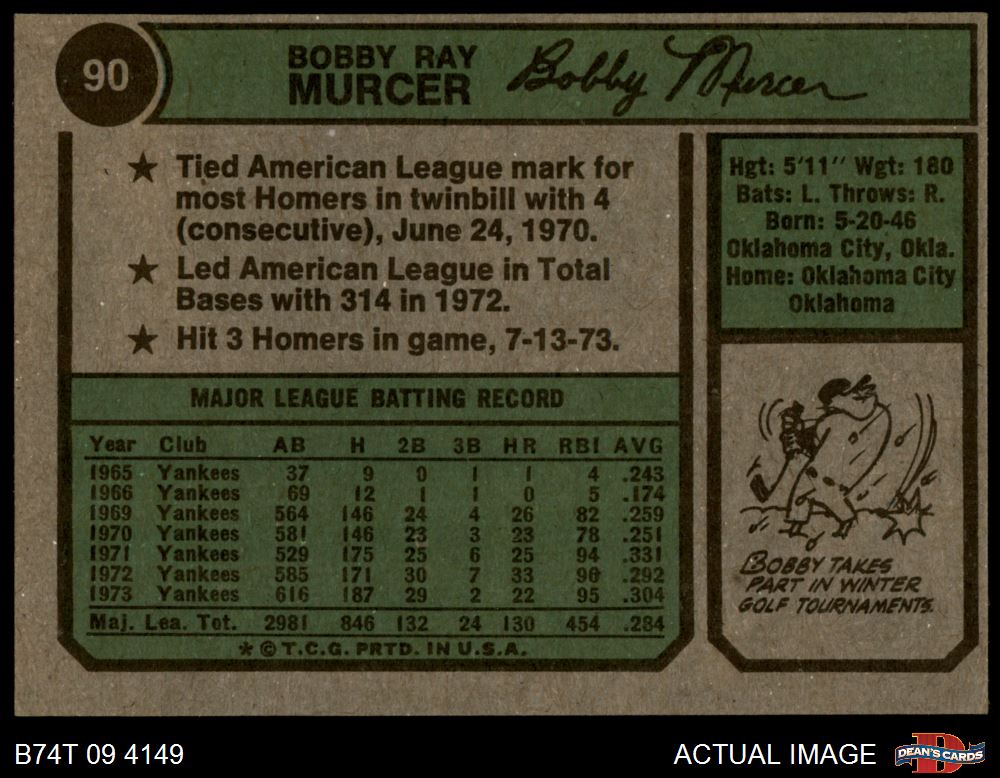 90
BOBBY RAY
MURCER
Bobby Murcer
★ Tied American League mark for
most Homers in twinbill with 4
(consecutive), June 24, 1970.
★ Led American League in Total
Bases with 314 in 1972.
★ Hit 3 Homers in game, 7-13-73.
Hgt: 5'11'' Wgt: 180
Bats: L. Throws: R.
Born: 5-20-46
Oklahoma City, Okla.
Home: Oklahoma City
Oklahoma
MAJOR LEAGUE BATTING RECORD
Year Club AB H 2B 3B HR RBI AVG
1965 Yankees 37 9 0 1 1 4 .243
1966 Yankees 69 12 1 1 0 5 .174
1969 Yankees 564 146 24 4 26 82 .259
1970 Yankees 581 146 23 3 23 78 .251
1971 Yankees 529 175 25 6 25 94 .331
1972 Yankees 585 171 30 7 33 96 .292
1973 Yankees 616 187 29 2 22 95 .304
Maj. Lea. Tot. 2981 846 132 24 130 454 .284
* © T.C.G. PRTD. IN U.S.A.
BOBBY TAKES
PART IN WINTER
GOLF TOURNAMENTS.
B74T 09 4149
ACTUAL IMAGE
D
DEAN'S CARDS